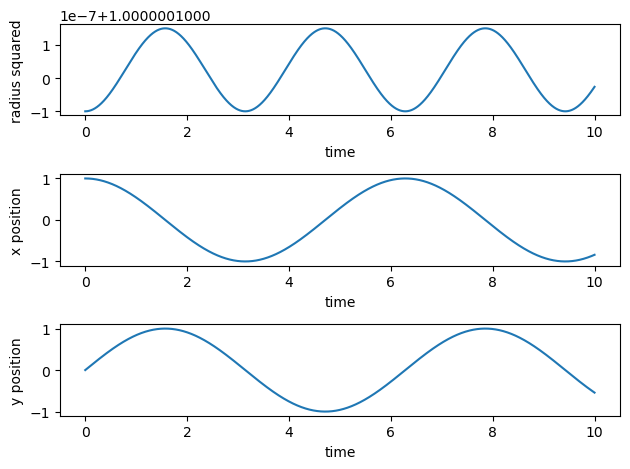 1e−7+1.0000001000
radius squared
1
0
−1
0 2 4 6 8 10
time
x position
1
0
−1
0 2 4 6 8 10
time
y position
1
0
−1
0 2 4 6 8 10
time